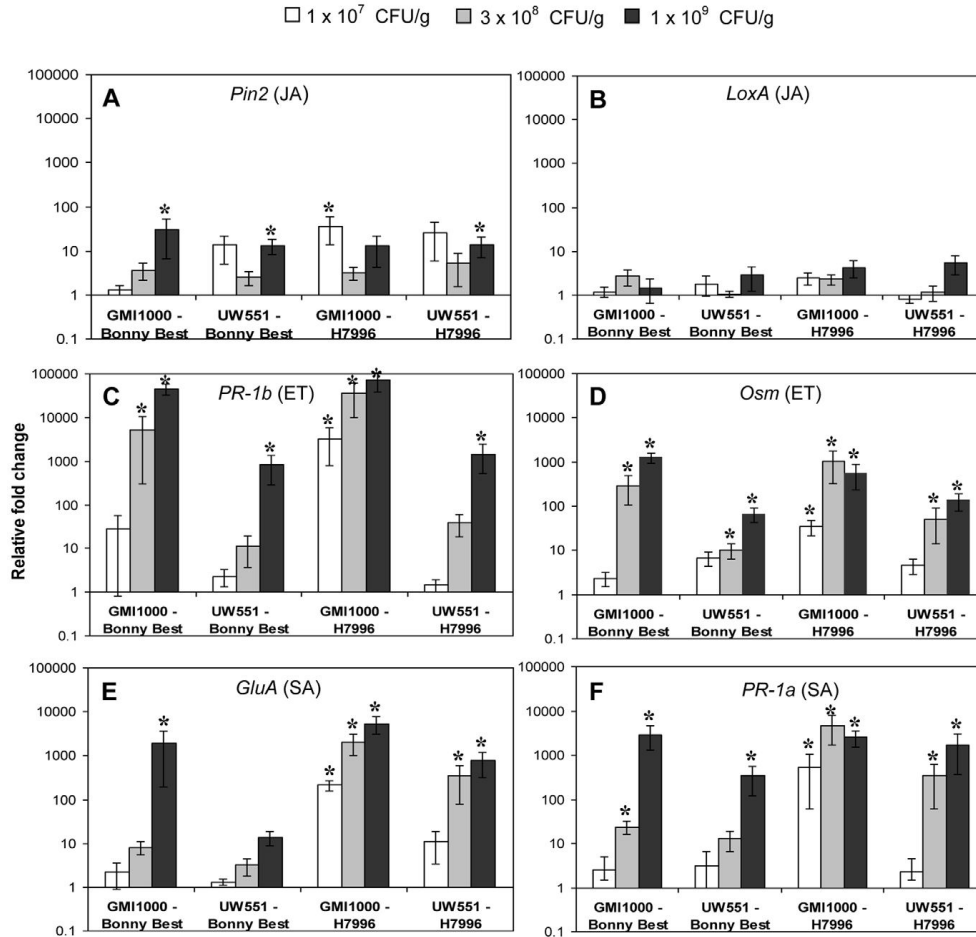 1 x 10⁷ CFU/g 3 x 10⁸ CFU/g 1 x 10⁹ CFU/g
Relative fold change
A
Pin2 (JA)
100000
10000
1000
100
10
1
0.1
* * * *
GMI1000 - Bonny Best
UW551 - Bonny Best
GMI1000 - H7996
UW551 - H7996
B
LoxA (JA)
100000
10000
1000
100
10
1
0.1
GMI1000 - Bonny Best
UW551 - Bonny Best
GMI1000 - H7996
UW551 - H7996
C
PR-1b (ET)
100000
10000
1000
100
10
1
0.1
* * * * * * *
GMI1000 - Bonny Best
UW551 - Bonny Best
GMI1000 - H7996
UW551 - H7996
D
Osm (ET)
100000
10000
1000
100
10
1
0.1
* * * * * * * * *
GMI1000 - Bonny Best
UW551 - Bonny Best
GMI1000 - H7996
UW551 - H7996
E
GluA (SA)
100000
10000
1000
100
10
1
0.1
* * * * * *
GMI1000 - Bonny Best
UW551 - Bonny Best
GMI1000 - H7996
UW551 - H7996
F
PR-1a (SA)
100000
10000
1000
100
10
1
0.1
* * * * * * * *
GMI1000 - Bonny Best
UW551 - Bonny Best
GMI1000 - H7996
UW551 - H7996